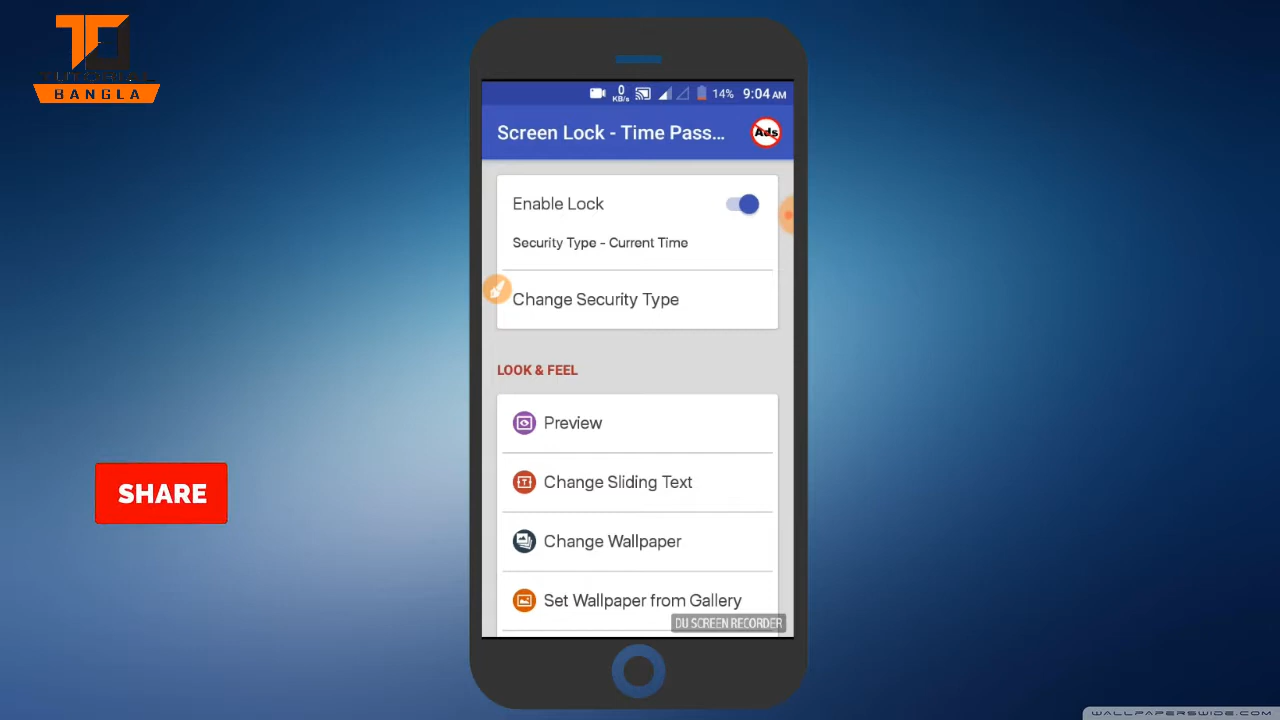 TUTORIAL
BANGLA
0
KB/s
14%
9:04 AM
Screen Lock - Time Pass...
Ads
Enable Lock
Security Type - Current Time
Change Security Type
LOOK & FEEL
Preview
Change Sliding Text
Change Wallpaper
Set Wallpaper from Gallery
DU SCREEN RECORDER
SHARE
WALLPAPERSWIDE.COM